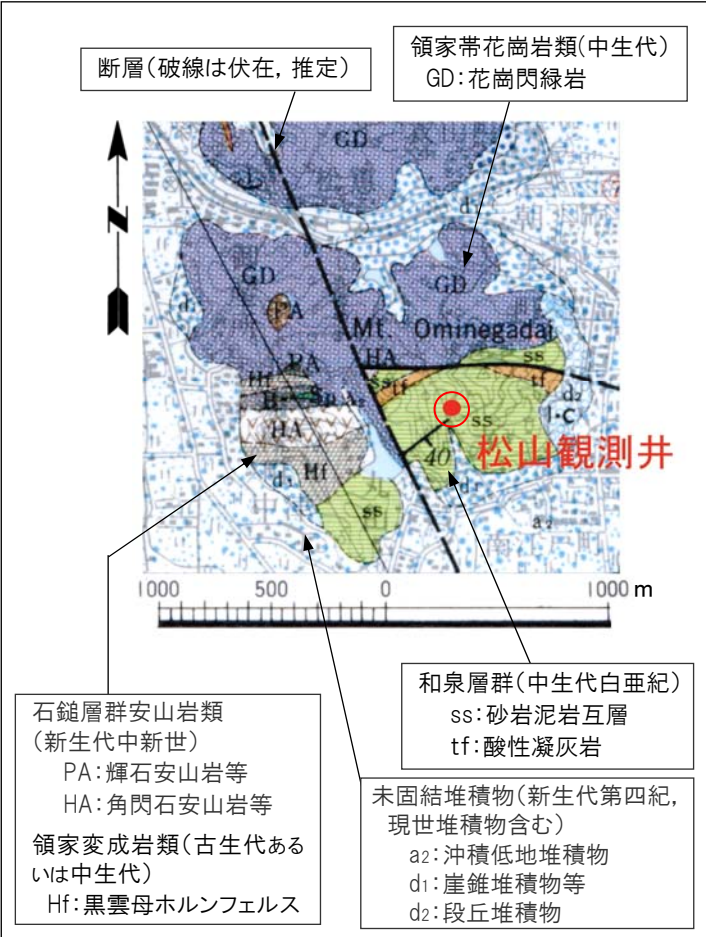 断層(破線は伏在，推定)
領家帯花崗岩類(中生代)
GD:花崗閃緑岩
N
GD
d₁
GD
GD
PA
Mt. Ominegadai
HA
PA
ss
ss
tf
tf
d₂
HA
ss
I-C
40
松山観測井
Hf
d₁
ss
a₂
1000 500 0 1000 m
石鎚層群安山岩類
(新生代中新世)
PA:輝石安山岩等
HA:角閃石安山岩等
領家変成岩類(古生代ある
いは中生代)
Hf:黒雲母ホルンフェルス
和泉層群(中生代白亜紀)
ss:砂岩泥岩互層
tf:酸性凝灰岩
未固結堆積物(新生代第四紀，
現世堆積物含む)
a₂:沖積低地堆積物
d₁:崖錐堆積物等
d₂:段丘堆積物